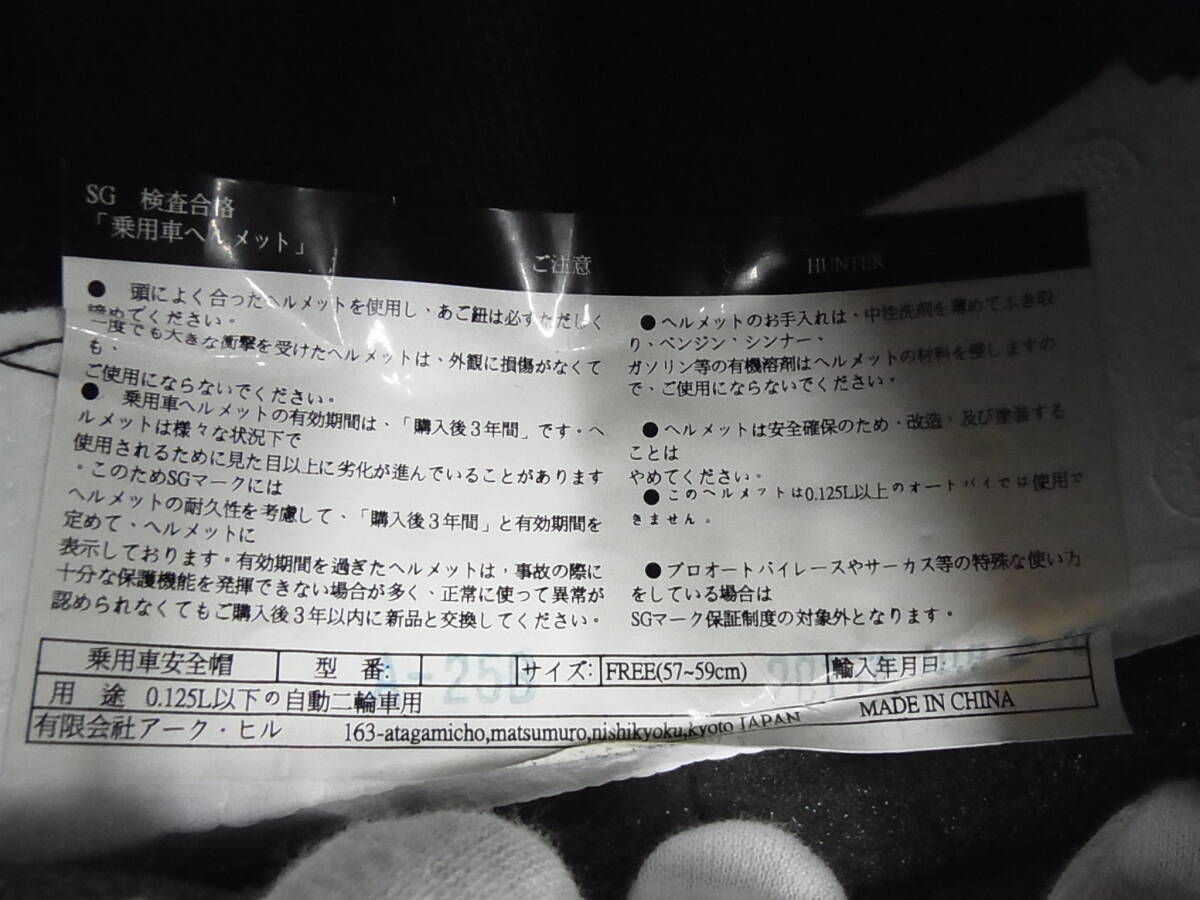 SG 検査合格
「乗用車ヘルメット」
ご注意
HUNTER
● 頭によく合ったヘルメットを使用し、あご紐は必ずただしく
締めてください。
一度でも大きな衝撃を受けたヘルメットは、外観に損傷がなくて
も、
ご使用にならないでください。
● 乗用車ヘルメットの有効期間は、「購入後3年間」です。ヘ
ルメットは様々な状況下で
使用されるために見た目以上に劣化が進んでいることがあります
。このためSGマークには
ヘルメットの耐久性を考慮して、「購入後3年間」と有効期間を
定めて、ヘルメットに
表示しております。有効期間を過ぎたヘルメットは，事故の際に
十分な保護機能を発揮できない場合が多く、正常に使って異常が
認められなくてもご購入後3年以内に新品と交換してください。
●ヘルメットのお手入れは、中性洗剤を薄めてふき取
り、ベンジン、シンナー、
ガソリン等の有機溶剤はヘルメットの材料を侵しますの
で、ご使用にならないでください。
●ヘルメットは安全確保のため、改造、及び塗装する
ことは
やめてください。
●このヘルメットは0.125L以上のオートバイでは使用で
きません。
●プロオートバイレースやサーカス等の特殊な使い方
をしている場合は
SGマーク保証制度の対象外となります。
乗用車安全帽 型 番: A-25D サイズ: FREE(57~59cm) 輸入年月日:
用 途 0.125L以下の自動二輪車用 MADE IN CHINA
有限会社アーク・ヒル 163-atagamicho,matsumuro,nishikyoku,kyoto JAPAN